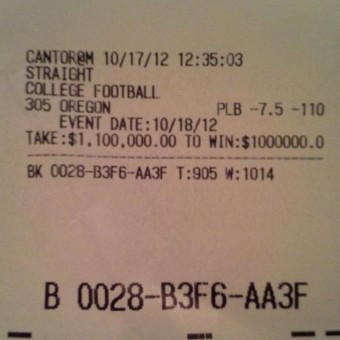 CANTOR@M 10/17/12 12:35:03
STRAIGHT
COLLEGE FOOTBALL
305 OREGON PLB -7.5 -110
EVENT DATE:10/18/12
TAKE:$1,100,000.00 TO WIN:$1000000.0
BK 0028-B3F6-AA3F T:905 W:1014
B 0028-B3F6-AA3F